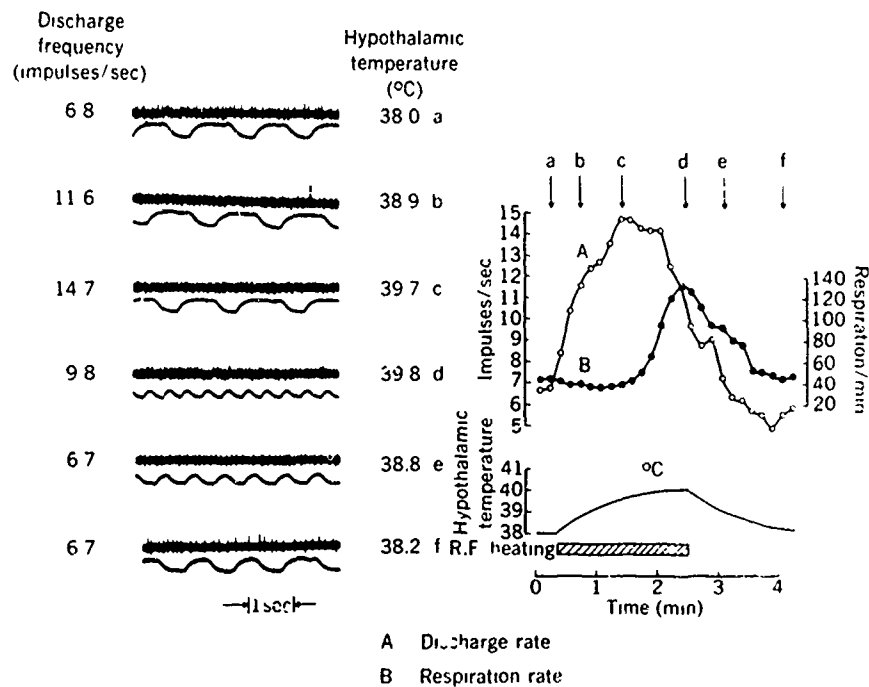 Discharge
frequency
(impulses/sec)
Hypothalamic
temperature
(°C)
6 8
38 0 a
11 6
38 9 b
14 7
39 7 c
9 8
39 8 d
6 7
38 8 e
6 7
38.2 f
1 sec
a b c d e f
Impulses/sec
15
14
13
12
11
10
9
8
7
6
5
A
B
Respiration/min
140
120
100
80
60
40
20
Hypothalamic
temperature
°C
41
40
39
38
R.F heating
0 1 2 3 4
Time (min)
A Discharge rate
B Respiration rate